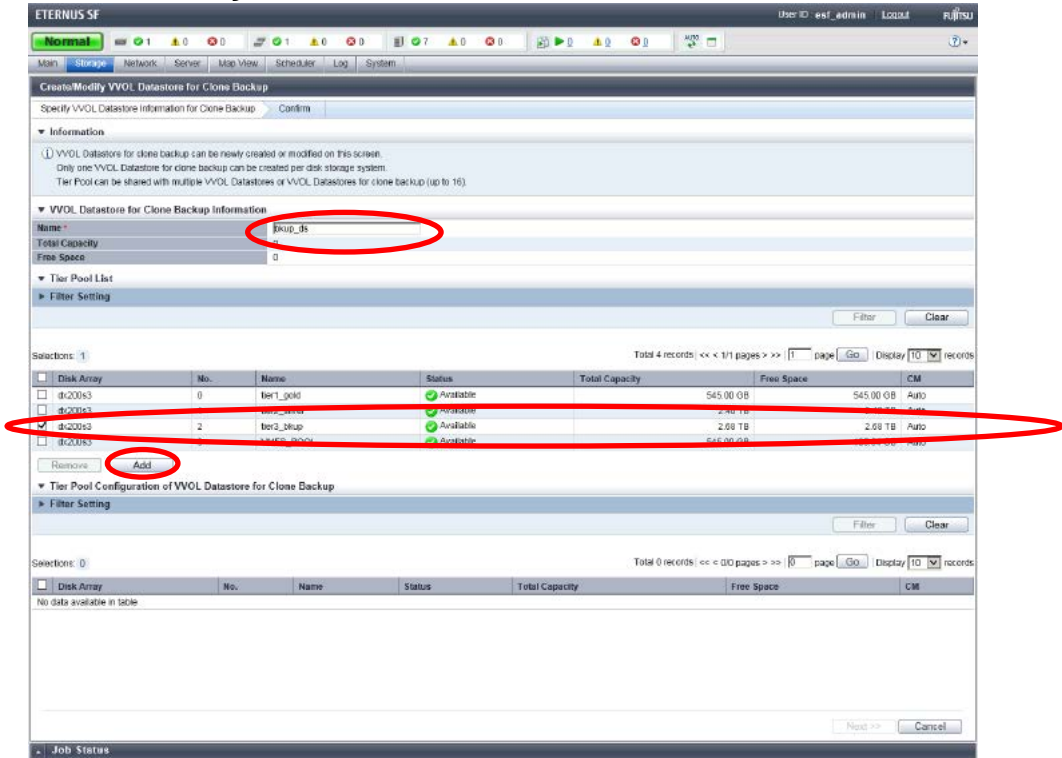 ETERNUS SF User ID esf_admin Logout FUJITSU
Normal 1 0 0 1 0 0 7 0 0 0 0 0 AUTO
Main Storage Network Server Map View Scheduler Log System
Create/Modify VVOL Datastore for Clone Backup
Specify VVOL Datastore Information for Clone Backup Confirm
Information
VVOL Datastore for clone backup can be newly created or modified on this screen.
Only one VVOL Datastore for clone backup can be created per disk storage system.
Tier Pool can be shared with multiple VVOL Datastores or VVOL Datastores for clone backup (up to 16).
VVOL Datastore for Clone Backup Information
Name * bkup_ds
Total Capacity 0
Free Space 0
Tier Pool List
Filter Setting
Filter Clear
Selections: 1 Total 4 records | << < 1/1 pages > >> | 1 page Go | Display 10 records
Disk Array No. Name Status Total Capacity Free Space CM
dx200s3 0 tier1_gold Available 545.00 GB 545.00 GB Auto
dx200s3 Available Auto
dx200s3 2 tier3_bkup Available 2.68 TB 2.68 TB Auto
dx200s3 Available 545.00 GB Auto
Remove Add
Tier Pool Configuration of VVOL Datastore for Clone Backup
Filter Setting
Filter Clear
Selections: 0 Total 0 records | << < 0/0 pages > >> | 0 page Go | Display 10 records
Disk Array No. Name Status Total Capacity Free Space CM
No data available in table
Next >> Cancel
Job Status